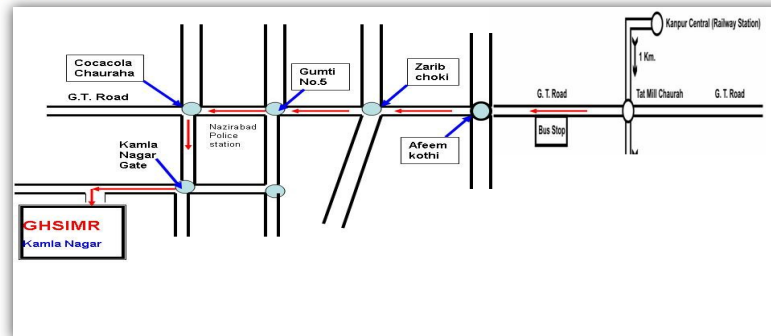 Kanpur Central (Railway Station)
1 Km.
Cocacola
Chauraha
Gumti
No.5
Zarib
choki
G.T. Road
G. T. Road
Tat Mill Chaurah
G. T. Road
Nazirabad
Police
station
Bus Stop
Kamla
Nagar
Gate
Afeem
kothi
GHSIMR
Kamla Nagar